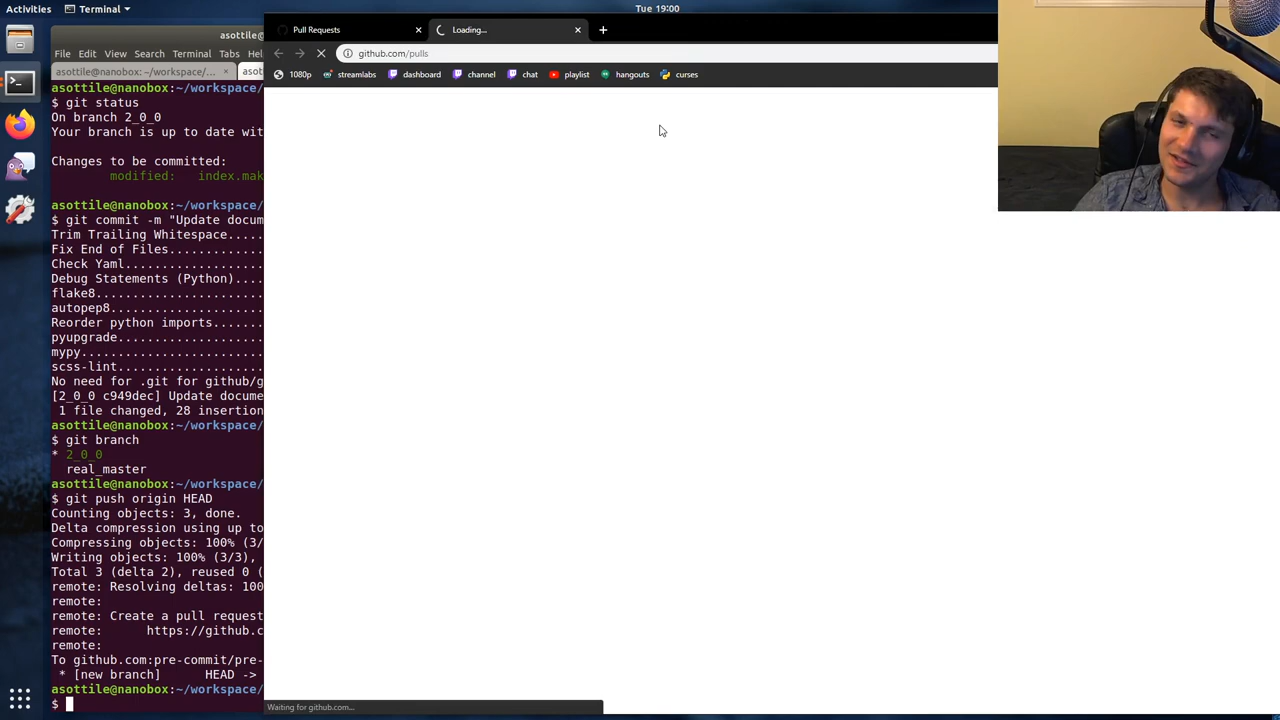 Activities
Terminal
Tue 19:00
asottile@
File Edit View Search Terminal Tabs
asottile@nanobox: ~/workspace/... ×
asot
asottile@nanobox:~/workspace/
$ git status
On branch 2_0_0
Your branch is up to date wit
Changes to be committed:
modified: index.mak
asottile@nanobox:~/workspace/
$ git commit -m "Update docum
Trim Trailing Whitespace.....
Fix End of Files.............
Check Yaml...................
Debug Statements (Python)....
flake8.......................
autopep8.....................
Reorder python imports.......
pyupgrade....................
mypy.........................
scss-lint....................
No need for .git for github/g
[2_0_0 c949dec] Update docume
1 file changed, 28 insertion
asottile@nanobox:~/workspace/
$ git branch
* 2_0_0
real_master
asottile@nanobox:~/workspace/
$ git push origin HEAD
Counting objects: 3, done.
Delta compression using up to
Compressing objects: 100% (3/
Writing objects: 100% (3/3),
Total 3 (delta 2), reused 0 (
remote: Resolving deltas: 100
remote:
remote: Create a pull request
remote: https://github.c
remote:
To github.com:pre-commit/pre-
* [new branch] HEAD ->
asottile@nanobox:~/workspace/
$
Pull Requests
Loading...
github.com/pulls
1080p streamlabs dashboard channel chat playlist hangouts curses
Waiting for github.com...